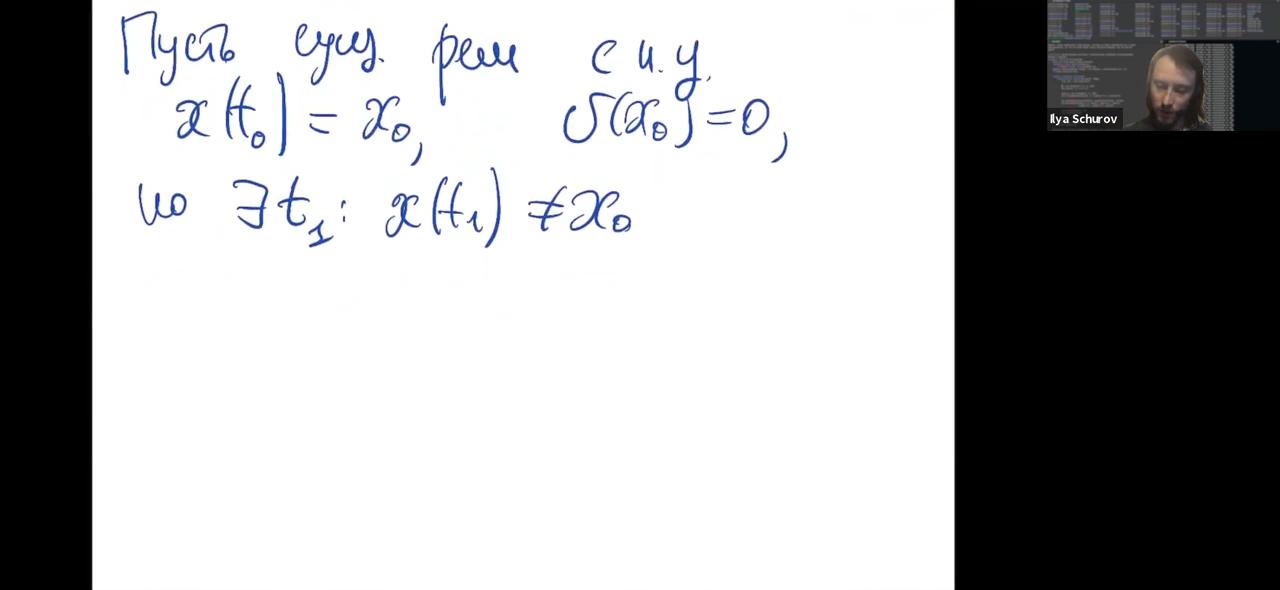 Пусть сущ. реш с н.у.
x(t₀) = x₀, v(x₀) = 0,
но ∃ t₁: x(t₁) ≠ x₀
Ilya Schurov